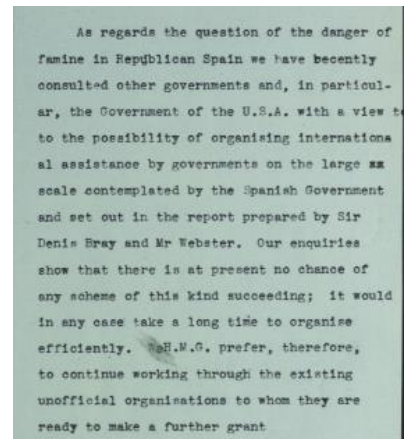 As regards the question of the danger of
famine in Republican Spain we have becently
consulted other governments and, in particul-
ar, the Government of the U.S.A. with a view to
to the possibility of organising internationa
al assistance by governments on the large xx
scale contemplated by the Spanish Government
and set out in the report prepared by Sir
Denis Bray and Mr Webster. Our enquiries
show that there is at present no chance of
any scheme of this kind succeeding; it would
in any case take a long time to organise
efficiently. H.M.G. prefer, therefore,
to continue working through the existing
unofficial organisations to whom they are
ready to make a further grant